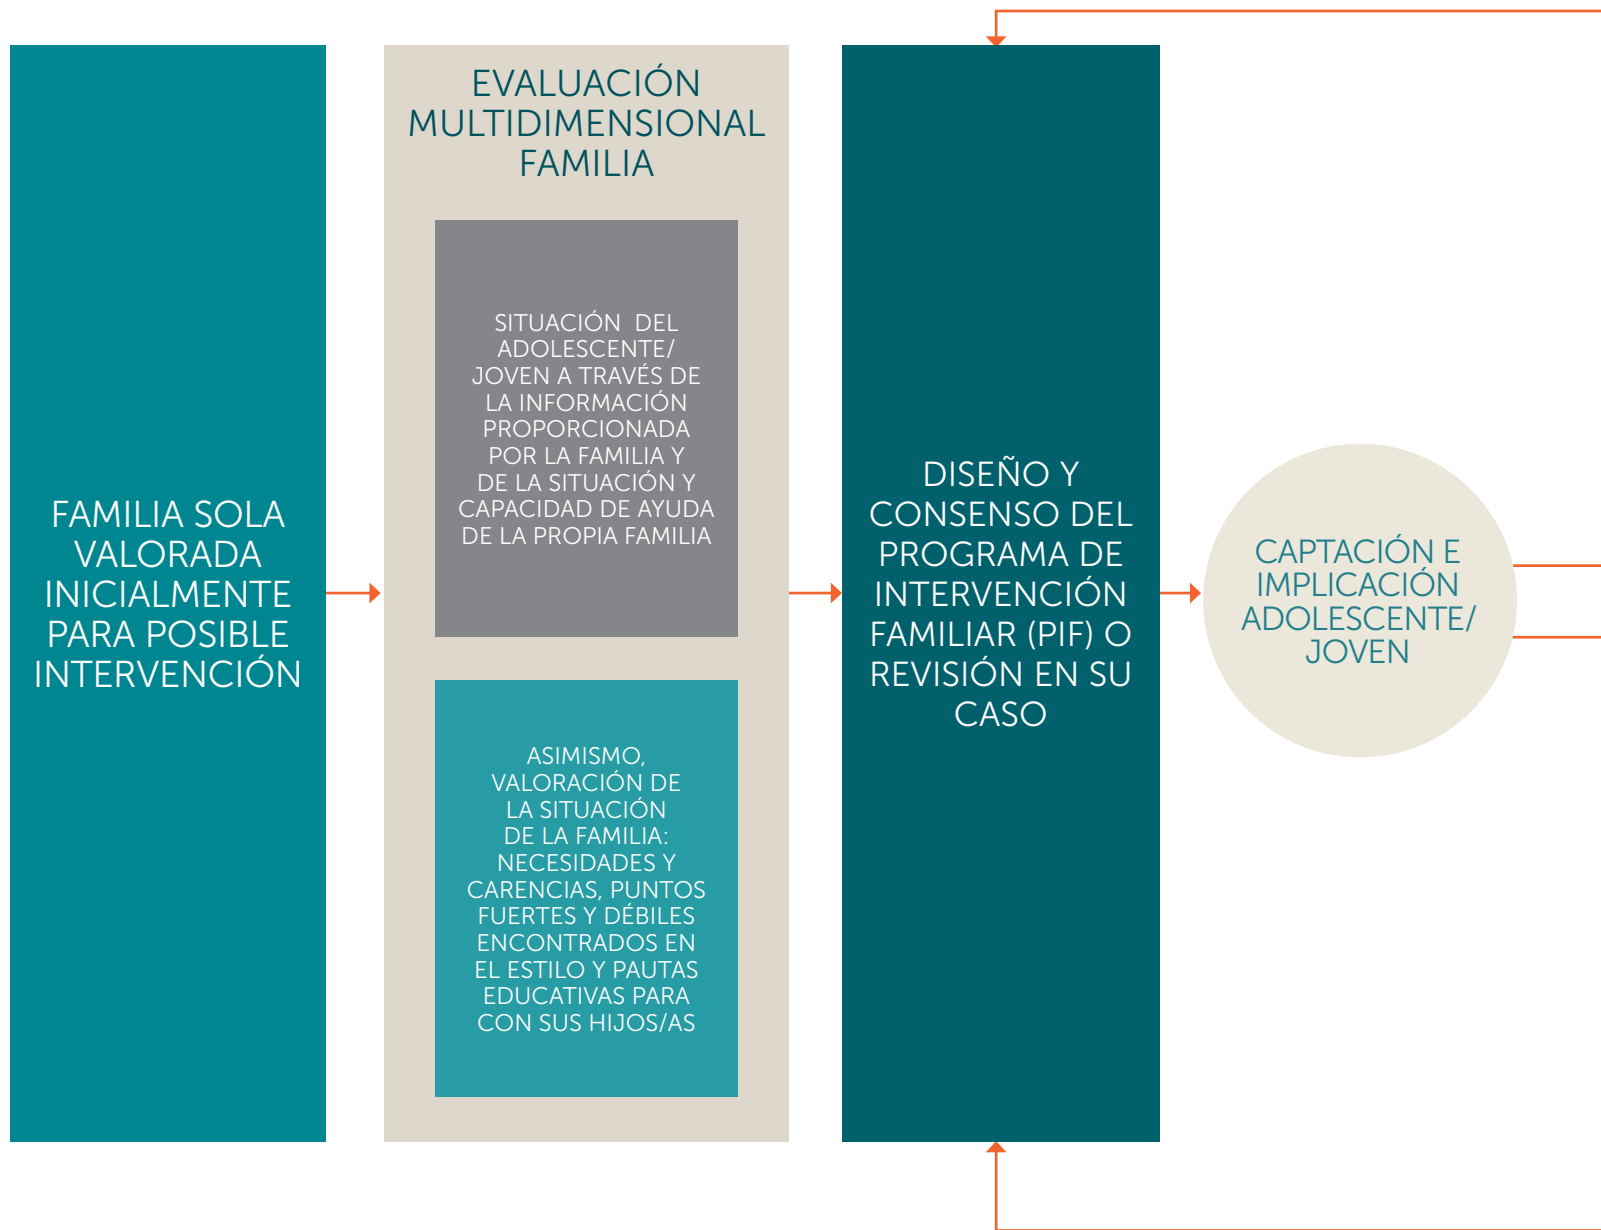 FAMILIA SOLA
VALORADA
INICIALMENTE
PARA POSIBLE
INTERVENCIÓN
EVALUACIÓN
MULTIDIMENSIONAL
FAMILIA
SITUACIÓN DEL
ADOLESCENTE/
JOVEN A TRAVÉS DE
LA INFORMACIÓN
PROPORCIONADA
POR LA FAMILIA Y
DE LA SITUACIÓN Y
CAPACIDAD DE AYUDA
DE LA PROPIA FAMILIA
ASIMISMO,
VALORACIÓN DE
LA SITUACIÓN
DE LA FAMILIA:
NECESIDADES Y
CARENCIAS, PUNTOS
FUERTES Y DÉBILES
ENCONTRADOS EN
EL ESTILO Y PAUTAS
EDUCATIVAS PARA
CON SUS HIJOS/AS
DISEÑO Y
CONSENSO DEL
PROGRAMA DE
INTERVENCIÓN
FAMILIAR (PIF) O
REVISIÓN EN SU
CASO
CAPTACIÓN E
IMPLICACIÓN
ADOLESCENTE/
JOVEN